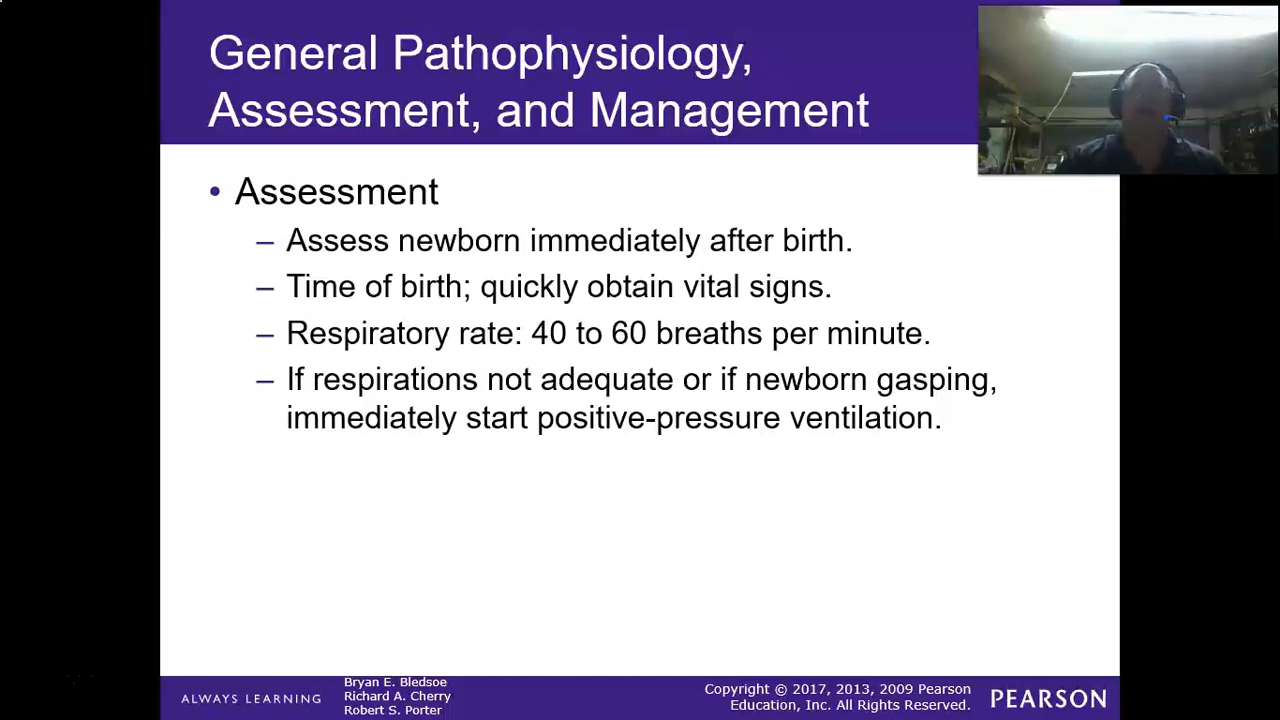 General Pathophysiology,
Assessment, and Management
• Assessment
– Assess newborn immediately after birth.
– Time of birth; quickly obtain vital signs.
– Respiratory rate: 40 to 60 breaths per minute.
– If respirations not adequate or if newborn gasping,
immediately start positive-pressure ventilation.
ALWAYS LEARNING
Bryan E. Bledsoe
Richard A. Cherry
Robert S. Porter
Copyright © 2017, 2013, 2009 Pearson
Education, Inc. All Rights Reserved.
PEARSON